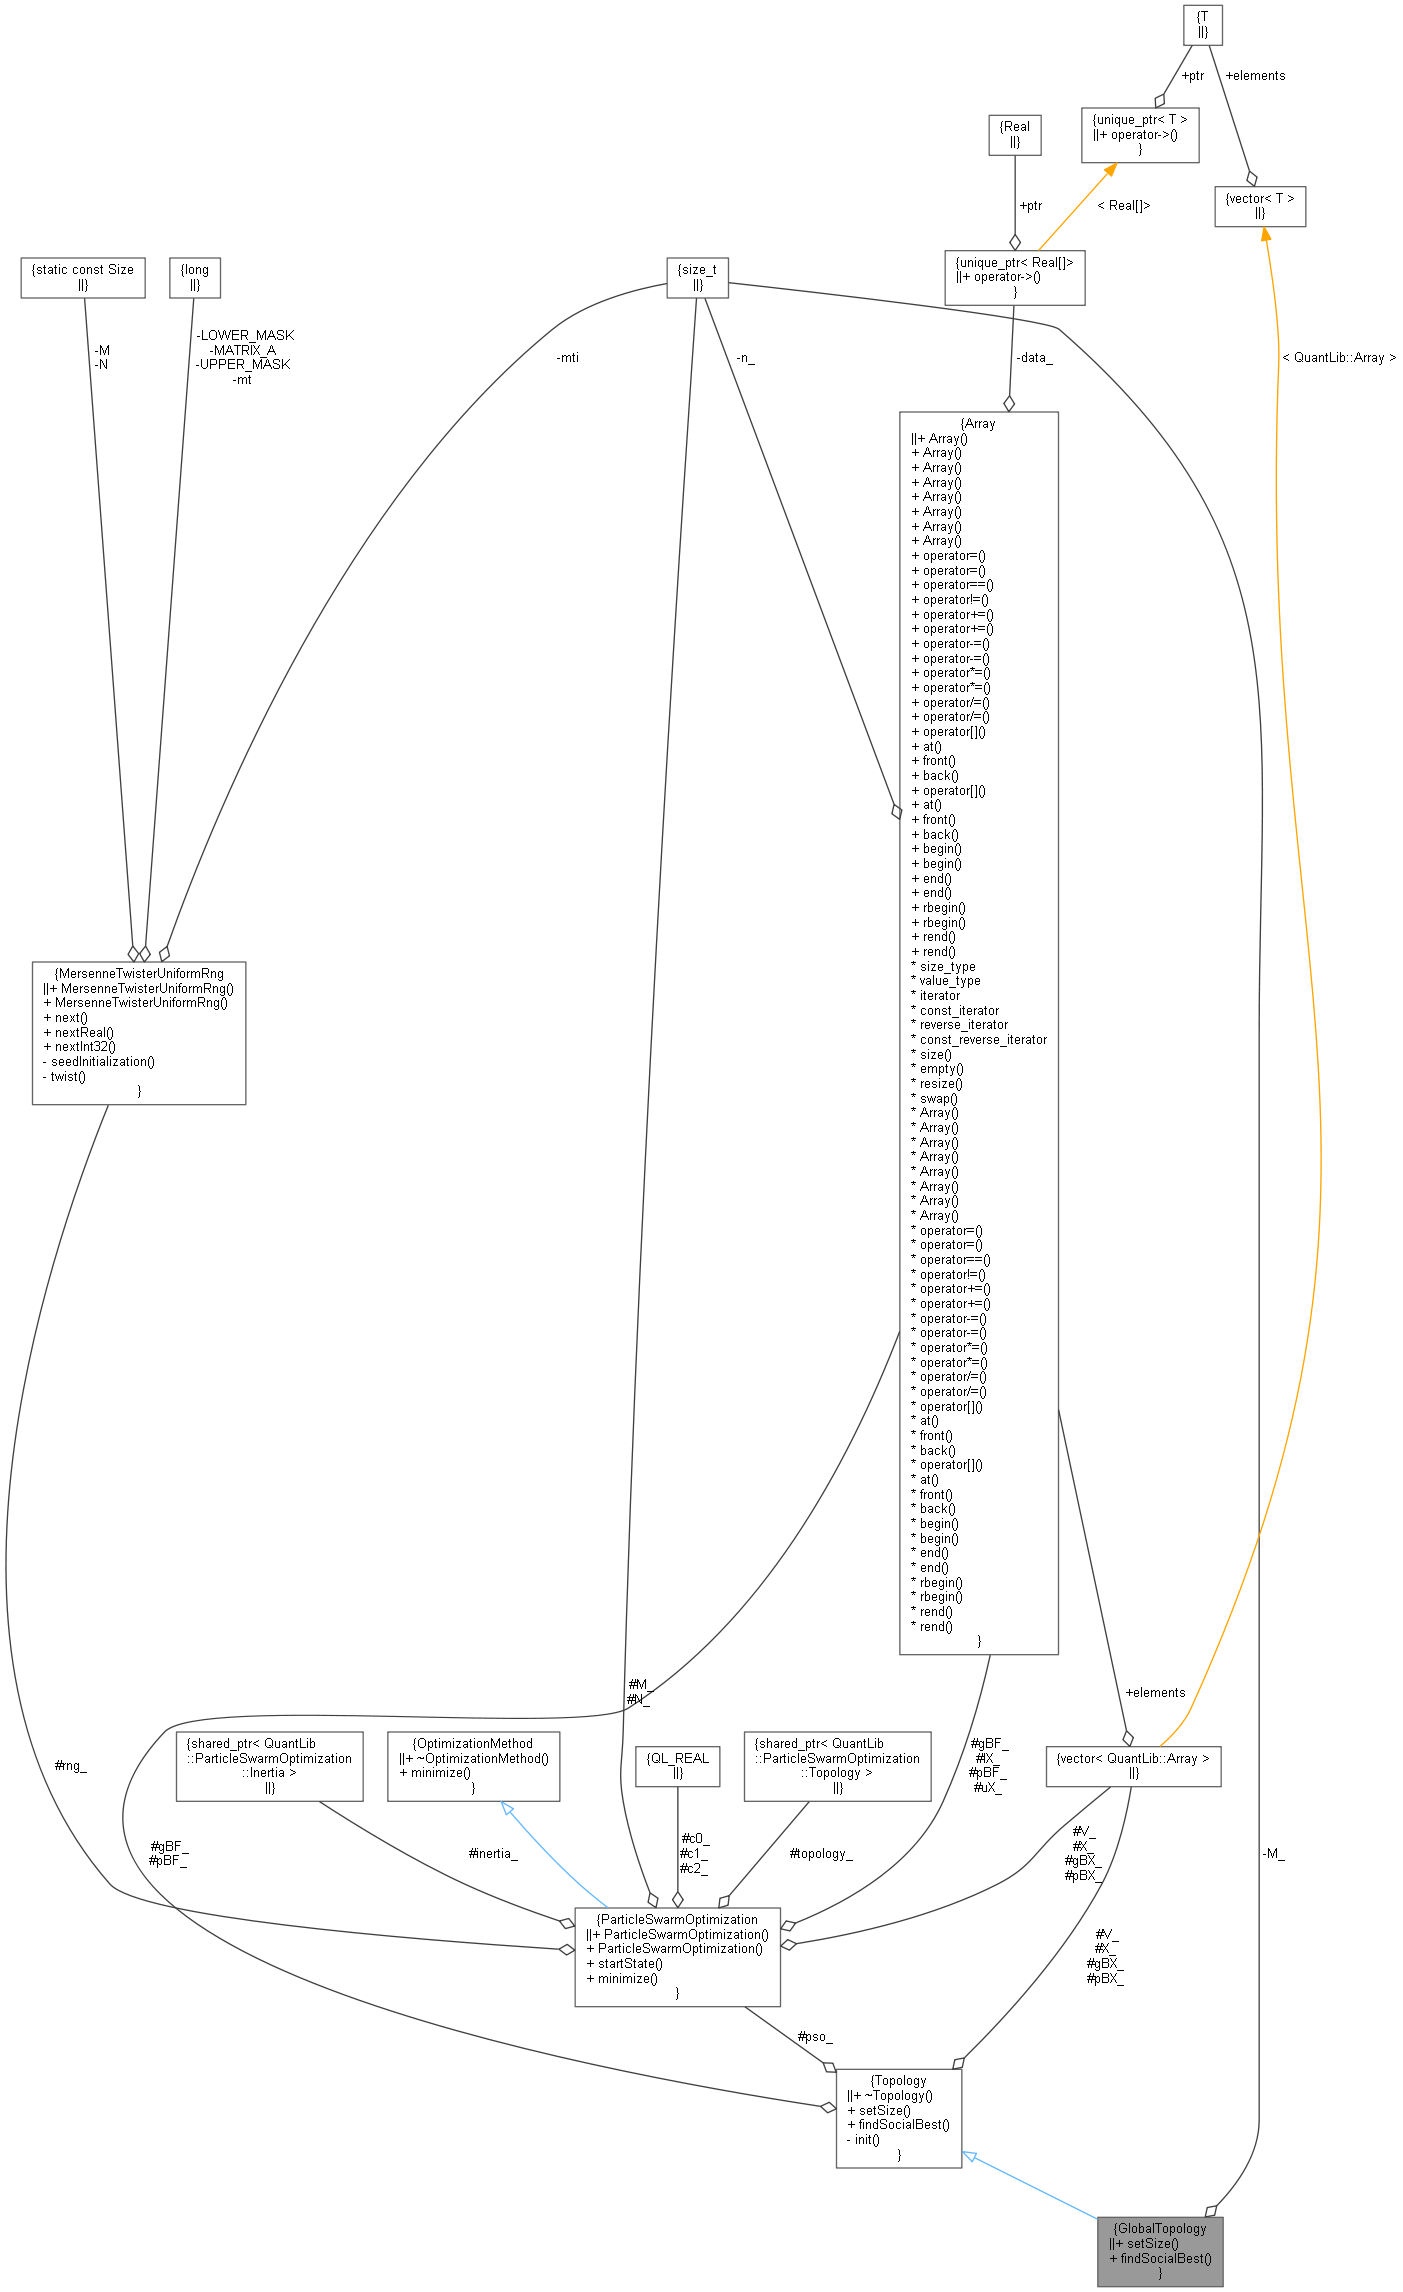 {T
||}
+ptr
+elements
{unique_ptr< T >
||+ operator->()
}
{Real
||}
{vector< T >
||}
+ptr
< Real[]>
{static const Size
||}
{long
||}
{size_t
||}
{unique_ptr< Real[]>
||+ operator->()
}
-M
-N
-LOWER_MASK
-MATRIX_A
-UPPER_MASK
-mt
-mti
-n_
-data_
< QuantLib::Array >
{Array
||+ Array()
+ Array()
+ Array()
+ Array()
+ Array()
+ Array()
+ Array()
+ Array()
+ operator=()
+ operator=()
+ operator==()
+ operator!=()
+ operator+=()
+ operator+=()
+ operator-=()
+ operator-=()
+ operator*=()
+ operator*=()
+ operator/=()
+ operator/=()
+ operator[]()
+ at()
+ front()
+ back()
+ operator[]()
+ at()
+ front()
+ back()
+ begin()
+ begin()
+ end()
+ end()
+ rbegin()
+ rbegin()
+ rend()
+ rend()
* size_type
* value_type
* iterator
* const_iterator
* reverse_iterator
* const_reverse_iterator
* size()
* empty()
* resize()
* swap()
* Array()
* Array()
* Array()
* Array()
* Array()
* Array()
* Array()
* Array()
* operator=()
* operator=()
* operator==()
* operator!=()
* operator+=()
* operator+=()
* operator-=()
* operator-=()
* operator*=()
* operator*=()
* operator/=()
* operator/=()
* operator[]()
* at()
* front()
* back()
* operator[]()
* at()
* front()
* back()
* begin()
* begin()
* end()
* end()
* rbegin()
* rbegin()
* rend()
* rend()
}
{MersenneTwisterUniformRng
||+ MersenneTwisterUniformRng()
+ MersenneTwisterUniformRng()
+ next()
+ nextReal()
+ nextInt32()
- seedInitialization()
- twist()
}
#M_
#N_
+elements
#rng_
{shared_ptr< QuantLib
::ParticleSwarmOptimization
::Inertia >
||}
{OptimizationMethod
||+ ~OptimizationMethod()
+ minimize()
}
{QL_REAL
||}
{shared_ptr< QuantLib
::ParticleSwarmOptimization
::Topology >
||}
#gBF_
#lX_
#pBF_
#uX_
{vector< QuantLib::Array >
||}
#gBF_
#pBF_
#inertia_
#c0_
#c1_
#c2_
#topology_
#V_
#X_
#gBX_
#pBX_
-M_
{ParticleSwarmOptimization
||+ ParticleSwarmOptimization()
+ ParticleSwarmOptimization()
+ startState()
+ minimize()
}
#V_
#X_
#gBX_
#pBX_
#pso_
{Topology
||+ ~Topology()
+ setSize()
+ findSocialBest()
- init()
}
{GlobalTopology
||+ setSize()
+ findSocialBest()
}